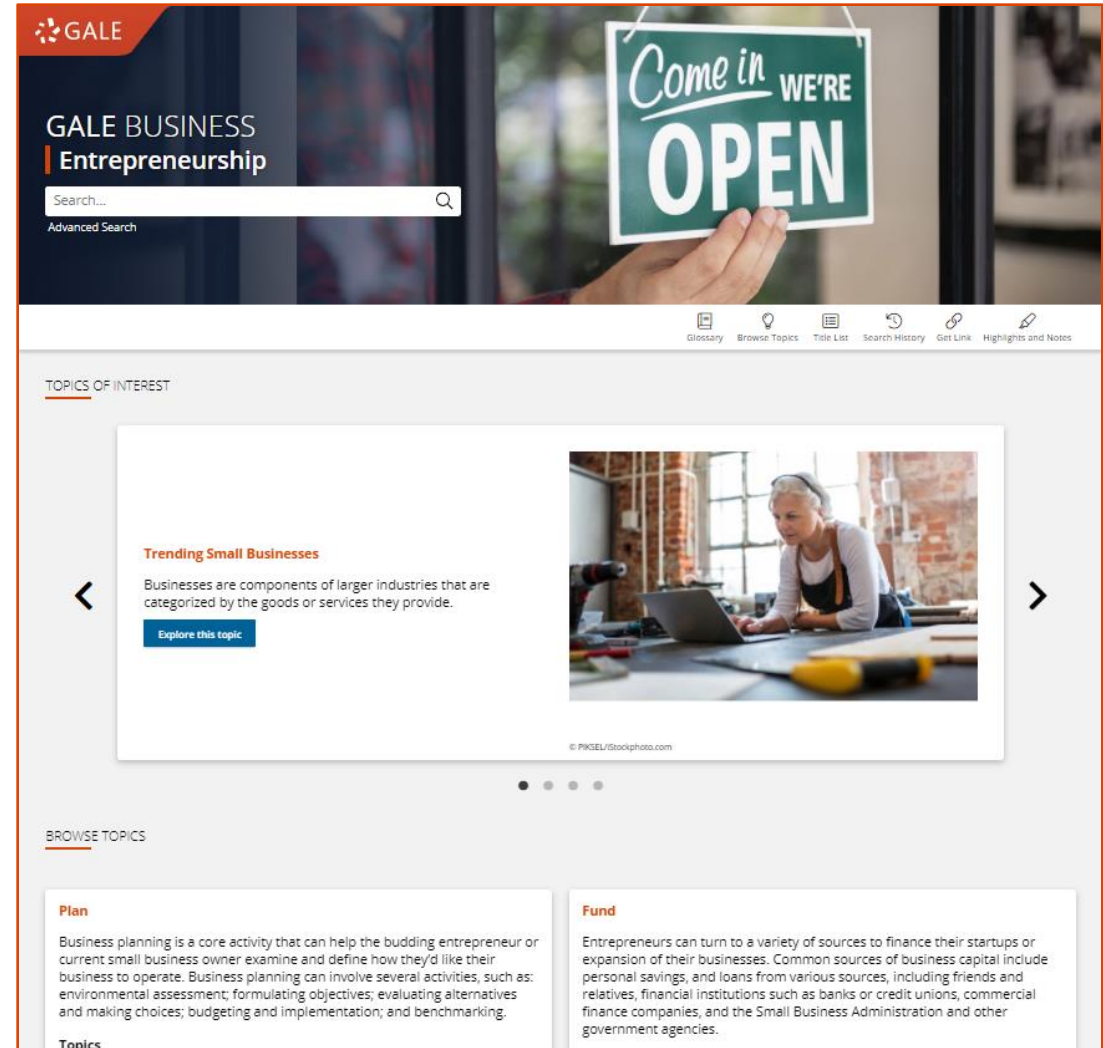 GALE
Come in WE'RE
OPEN
GALE BUSINESS
Entrepreneurship
Search...
Advanced Search
Glossary Browse Topics Title List Search History Get Link Highlights and Notes
TOPICS OF INTEREST
Trending Small Businesses
Businesses are components of larger industries that are
categorized by the goods or services they provide.
Explore this topic
© PIKSEL/iStockphoto.com
BROWSE TOPICS
Plan
Business planning is a core activity that can help the budding entrepreneur or
current small business owner examine and define how they'd like their
business to operate. Business planning can involve several activities, such as:
environmental assessment; formulating objectives; evaluating alternatives
and making choices; budgeting and implementation; and benchmarking.
Topics
Fund
Entrepreneurs can turn to a variety of sources to finance their startups or
expansion of their businesses. Common sources of business capital include
personal savings, and loans from various sources, including friends and
relatives, financial institutions such as banks or credit unions, commercial
finance companies, and the Small Business Administration and other
government agencies.